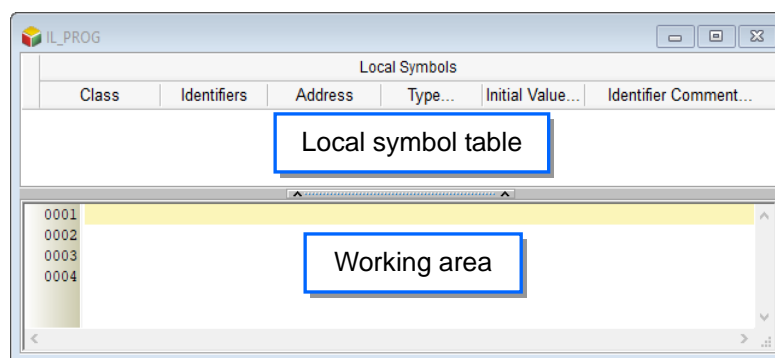 IL_PROG
Local Symbols
Class Identifiers Address Type... Initial Value... Identifier Comment...
Local symbol table
0001
0002
0003
Working area
0004